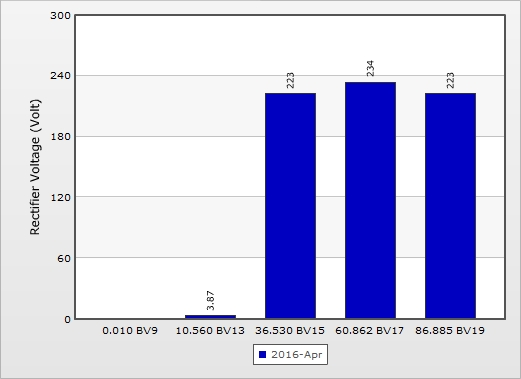 300
240
180
120
60
0
Rectifier Voltage (Volt)
3.87
223
234
223
0.010 BV9
10.560 BV13
36.530 BV15
60.862 BV17
86.885 BV19
2016-Apr